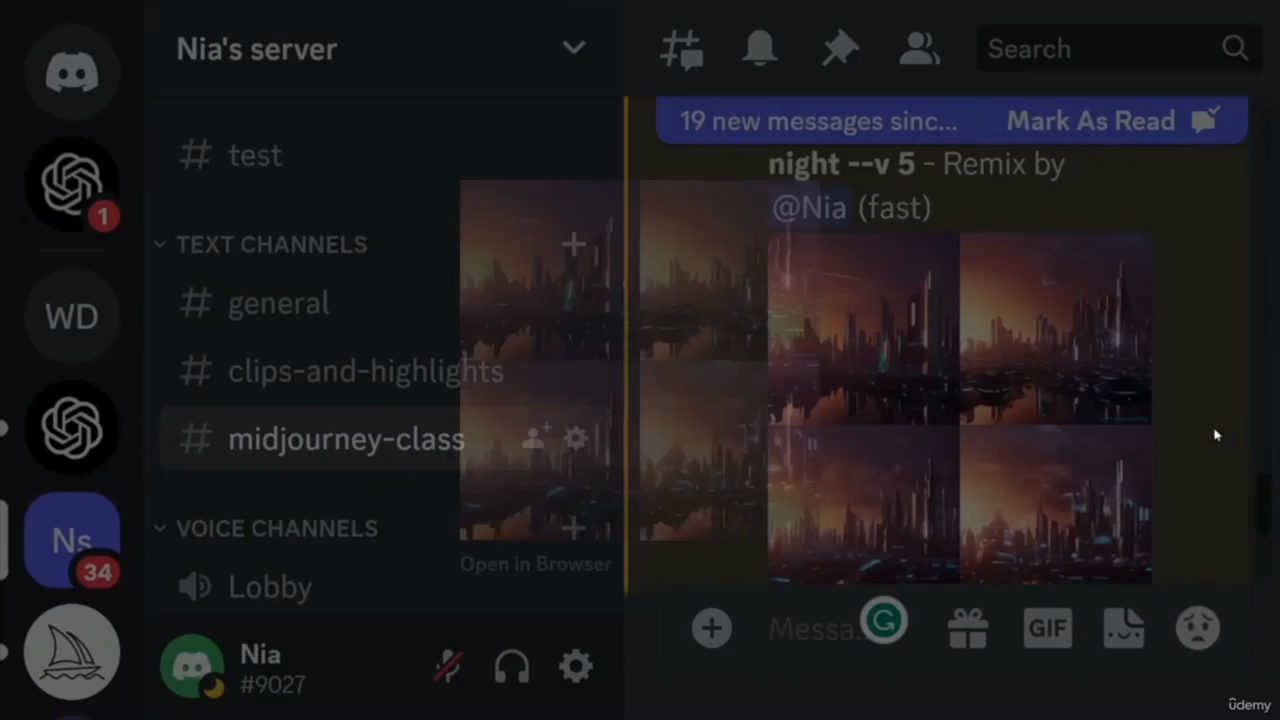 Nia's server
Search
19 new messages sinc...
Mark As Read
test
night --v 5 - Remix by
@Nia (fast)
1
TEXT CHANNELS
general
WD
clips-and-highlights
midjourney-class
VOICE CHANNELS
Ns
34
Open in Browser
Lobby
Messa.
GIF
Nia
#9027
ûdemy